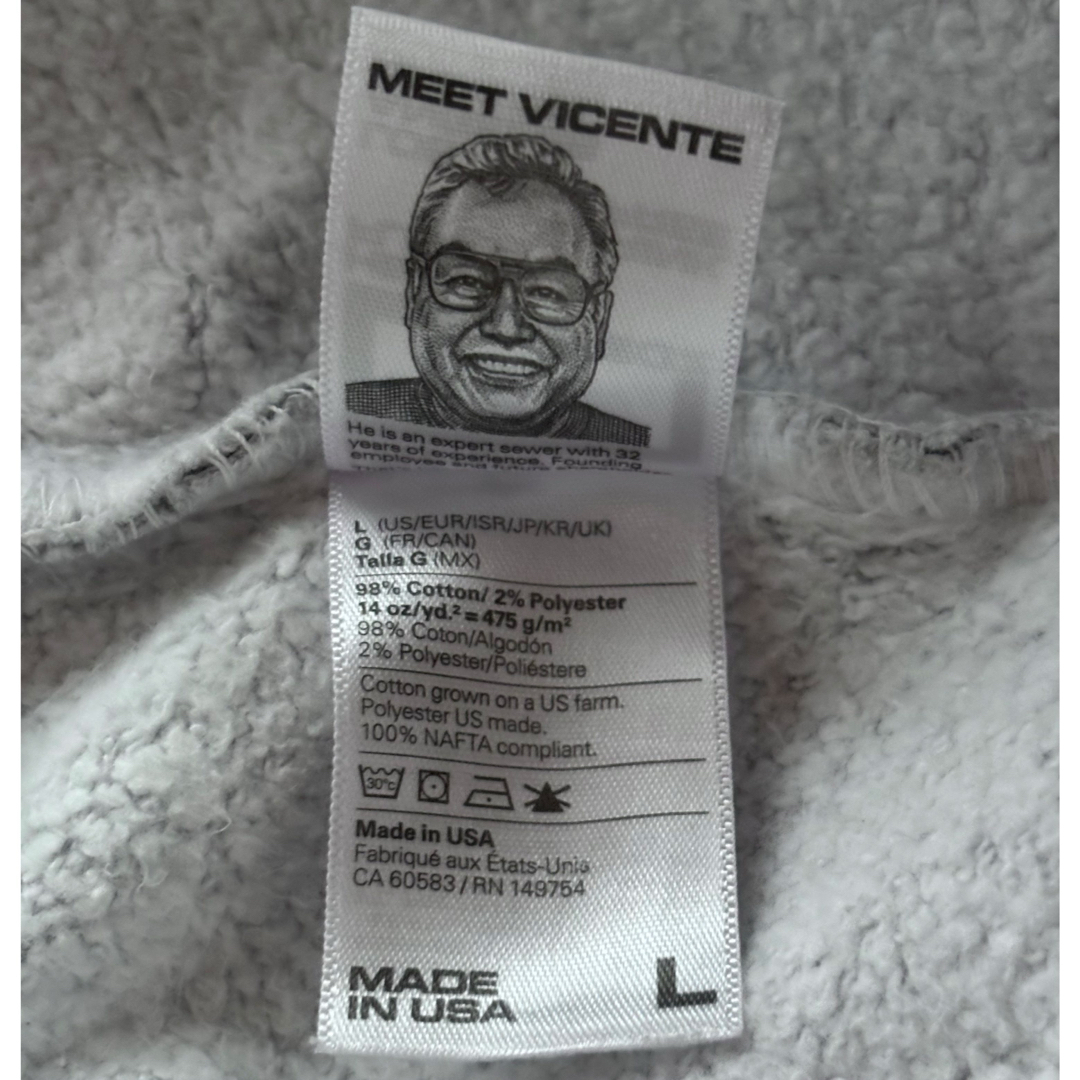 MEET VICENTE
He is an expert sewer with 32
years of experience. Founding
employee and future
L (US/EUR/ISR/JP/KR/UK)
G (FR/CAN)
Talla G (MX)
98% Cotton/ 2% Polyester
14 oz/yd.² = 475 g/m²
98% Coton/Algodón
2% Polyester/Poliéstere
Cotton grown on a US farm.
Polyester US made.
100% NAFTA compliant.
30°c
Made in USA
Fabriqué aux États-Unis
CA 60583 / RN 149754
MADE
IN USA
L